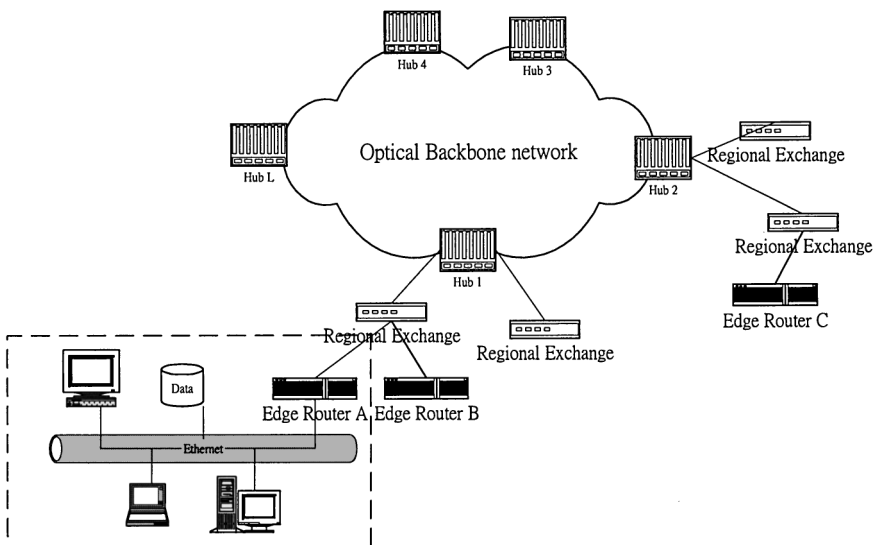 Hub 4
Hub 3
Hub L
Optical Backbone network
Hub 2
Regional Exchange
Regional Exchange
Hub 1
Edge Router C
Regional Exchange
Regional Exchange
Data
Edge Router A
Edge Router B
Ethernet